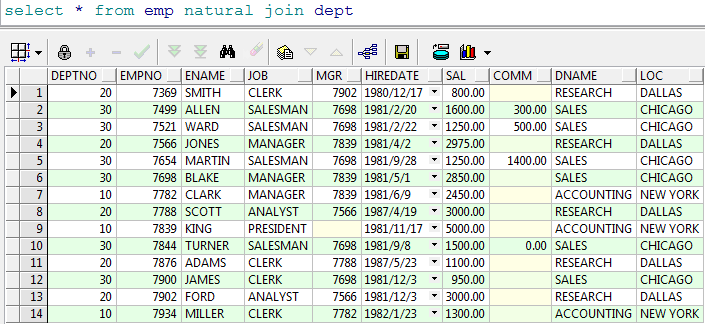 select * from emp natural join dept
DEPTNO EMPNO ENAME JOB MGR HIREDATE SAL COMM DNAME LOC
1 20 7369 SMITH CLERK 7902 1980/12/17 800.00 RESEARCH DALLAS
2 30 7499 ALLEN SALESMAN 7698 1981/2/20 1600.00 300.00 SALES CHICAGO
3 30 7521 WARD SALESMAN 7698 1981/2/22 1250.00 500.00 SALES CHICAGO
4 20 7566 JONES MANAGER 7839 1981/4/2 2975.00 RESEARCH DALLAS
5 30 7654 MARTIN SALESMAN 7698 1981/9/28 1250.00 1400.00 SALES CHICAGO
6 30 7698 BLAKE MANAGER 7839 1981/5/1 2850.00 SALES CHICAGO
7 10 7782 CLARK MANAGER 7839 1981/6/9 2450.00 ACCOUNTING NEW YORK
8 20 7788 SCOTT ANALYST 7566 1987/4/19 3000.00 RESEARCH DALLAS
9 10 7839 KING PRESIDENT 1981/11/17 5000.00 ACCOUNTING NEW YORK
10 30 7844 TURNER SALESMAN 7698 1981/9/8 1500.00 0.00 SALES CHICAGO
11 20 7876 ADAMS CLERK 7788 1987/5/23 1100.00 RESEARCH DALLAS
12 30 7900 JAMES CLERK 7698 1981/12/3 950.00 SALES CHICAGO
13 20 7902 FORD ANALYST 7566 1981/12/3 3000.00 RESEARCH DALLAS
14 10 7934 MILLER CLERK 7782 1982/1/23 1300.00 ACCOUNTING NEW YORK